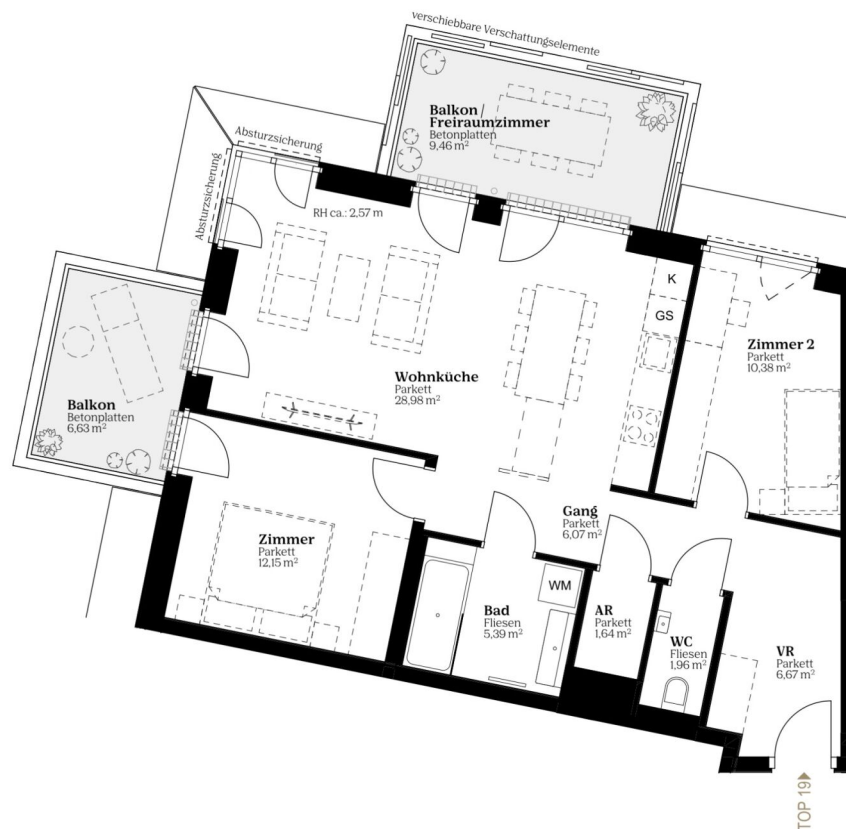 verschiebbare Verschattungselemente
Balkon /
Freiraumzimmer
Betonplatten
9,46 m²
Absturzsicherung
Absturzsicherung
RH ca.: 2,57 m
K
GS
Zimmer 2
Parkett
10,38 m²
Wohnküche
Parkett
28,98 m²
Balkon
Betonplatten
6,63 m²
Gang
Parkett
6,07 m²
Zimmer
Parkett
12,15 m²
WM
Bad
Fliesen
5,39 m²
AR
Parkett
1,64 m²
WC
Fliesen
1,96 m²
VR
Parkett
6,67 m²
TOP 19